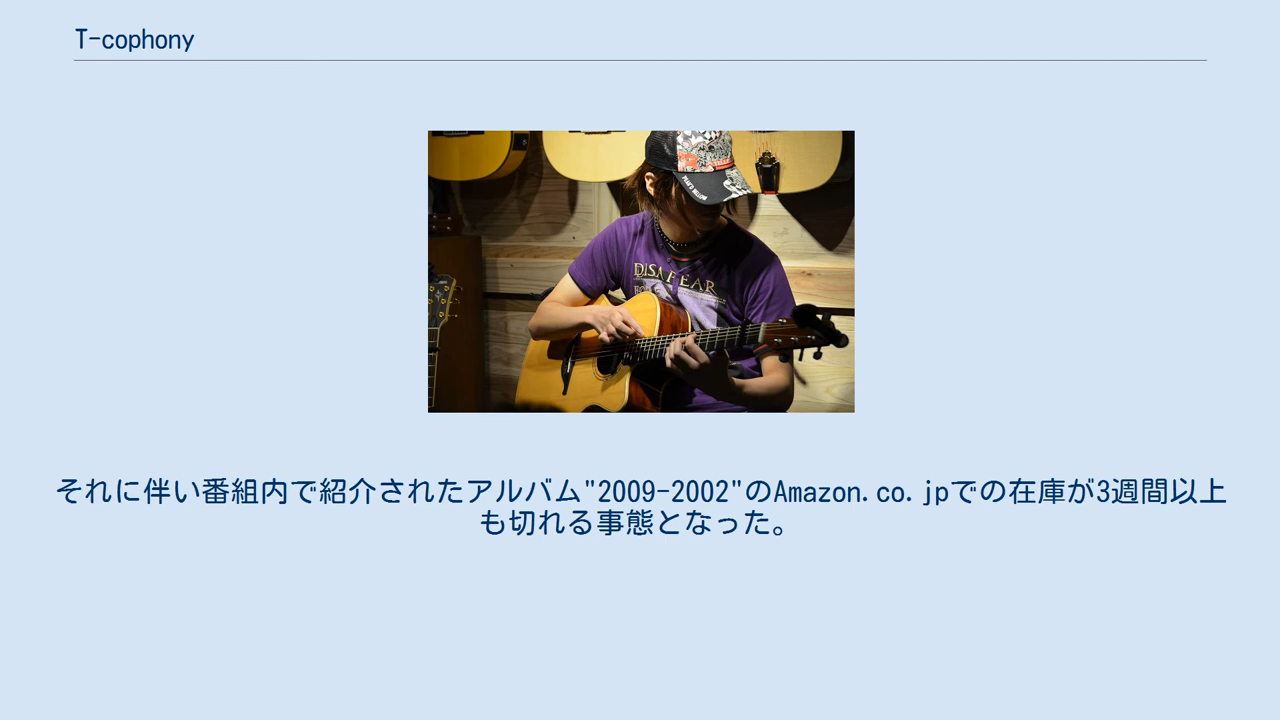 T-cophony
DISAPPEAR
それに伴い番組内で紹介されたアルバム"2009-2002"のAmazon.co.jpでの在庫が3週間以上
も切れる事態となった。